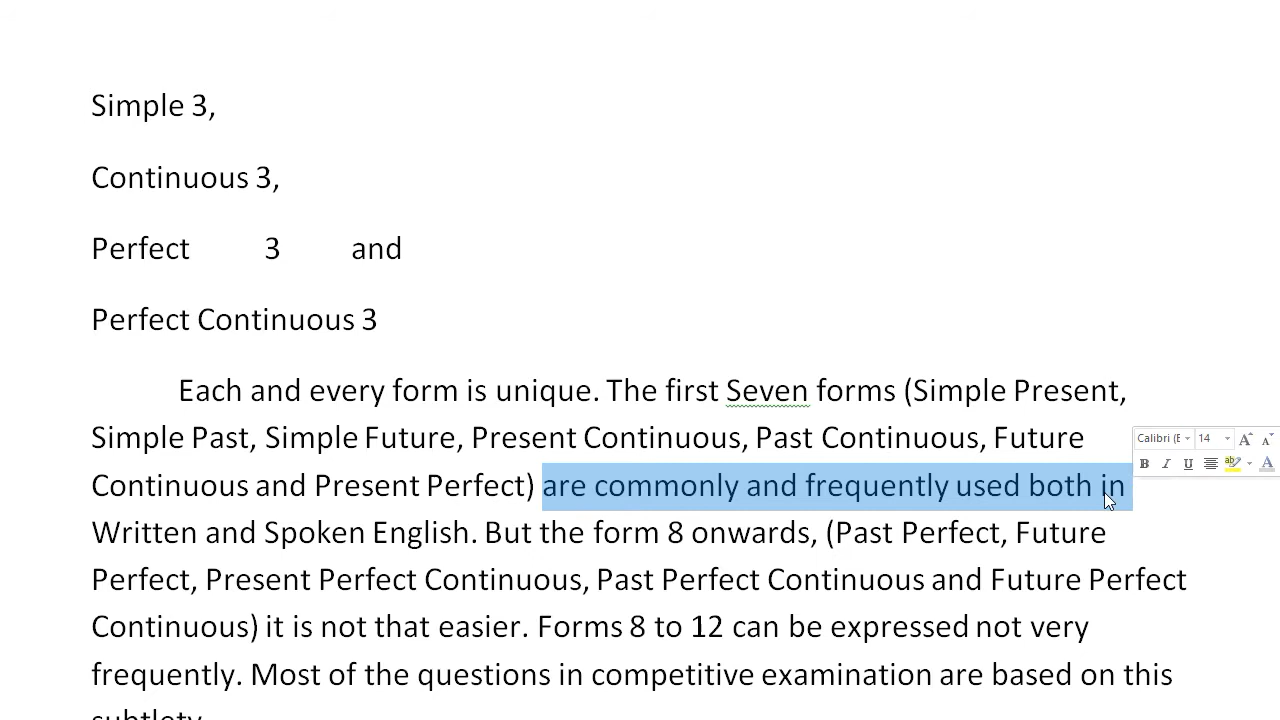 Simple 3,
Continuous 3,
Perfect 3 and
Perfect Continuous 3
Each and every form is unique. The first Seven forms (Simple Present,
Simple Past, Simple Future, Present Continuous, Past Continuous, Future
Calibri (E 14
Continuous and Present Perfect) are commonly and frequently used both in
Written and Spoken English. But the form 8 onwards, (Past Perfect, Future
Perfect, Present Perfect Continuous, Past Perfect Continuous and Future Perfect
Continuous) it is not that easier. Forms 8 to 12 can be expressed not very
frequently. Most of the questions in competitive examination are based on this
subtlety